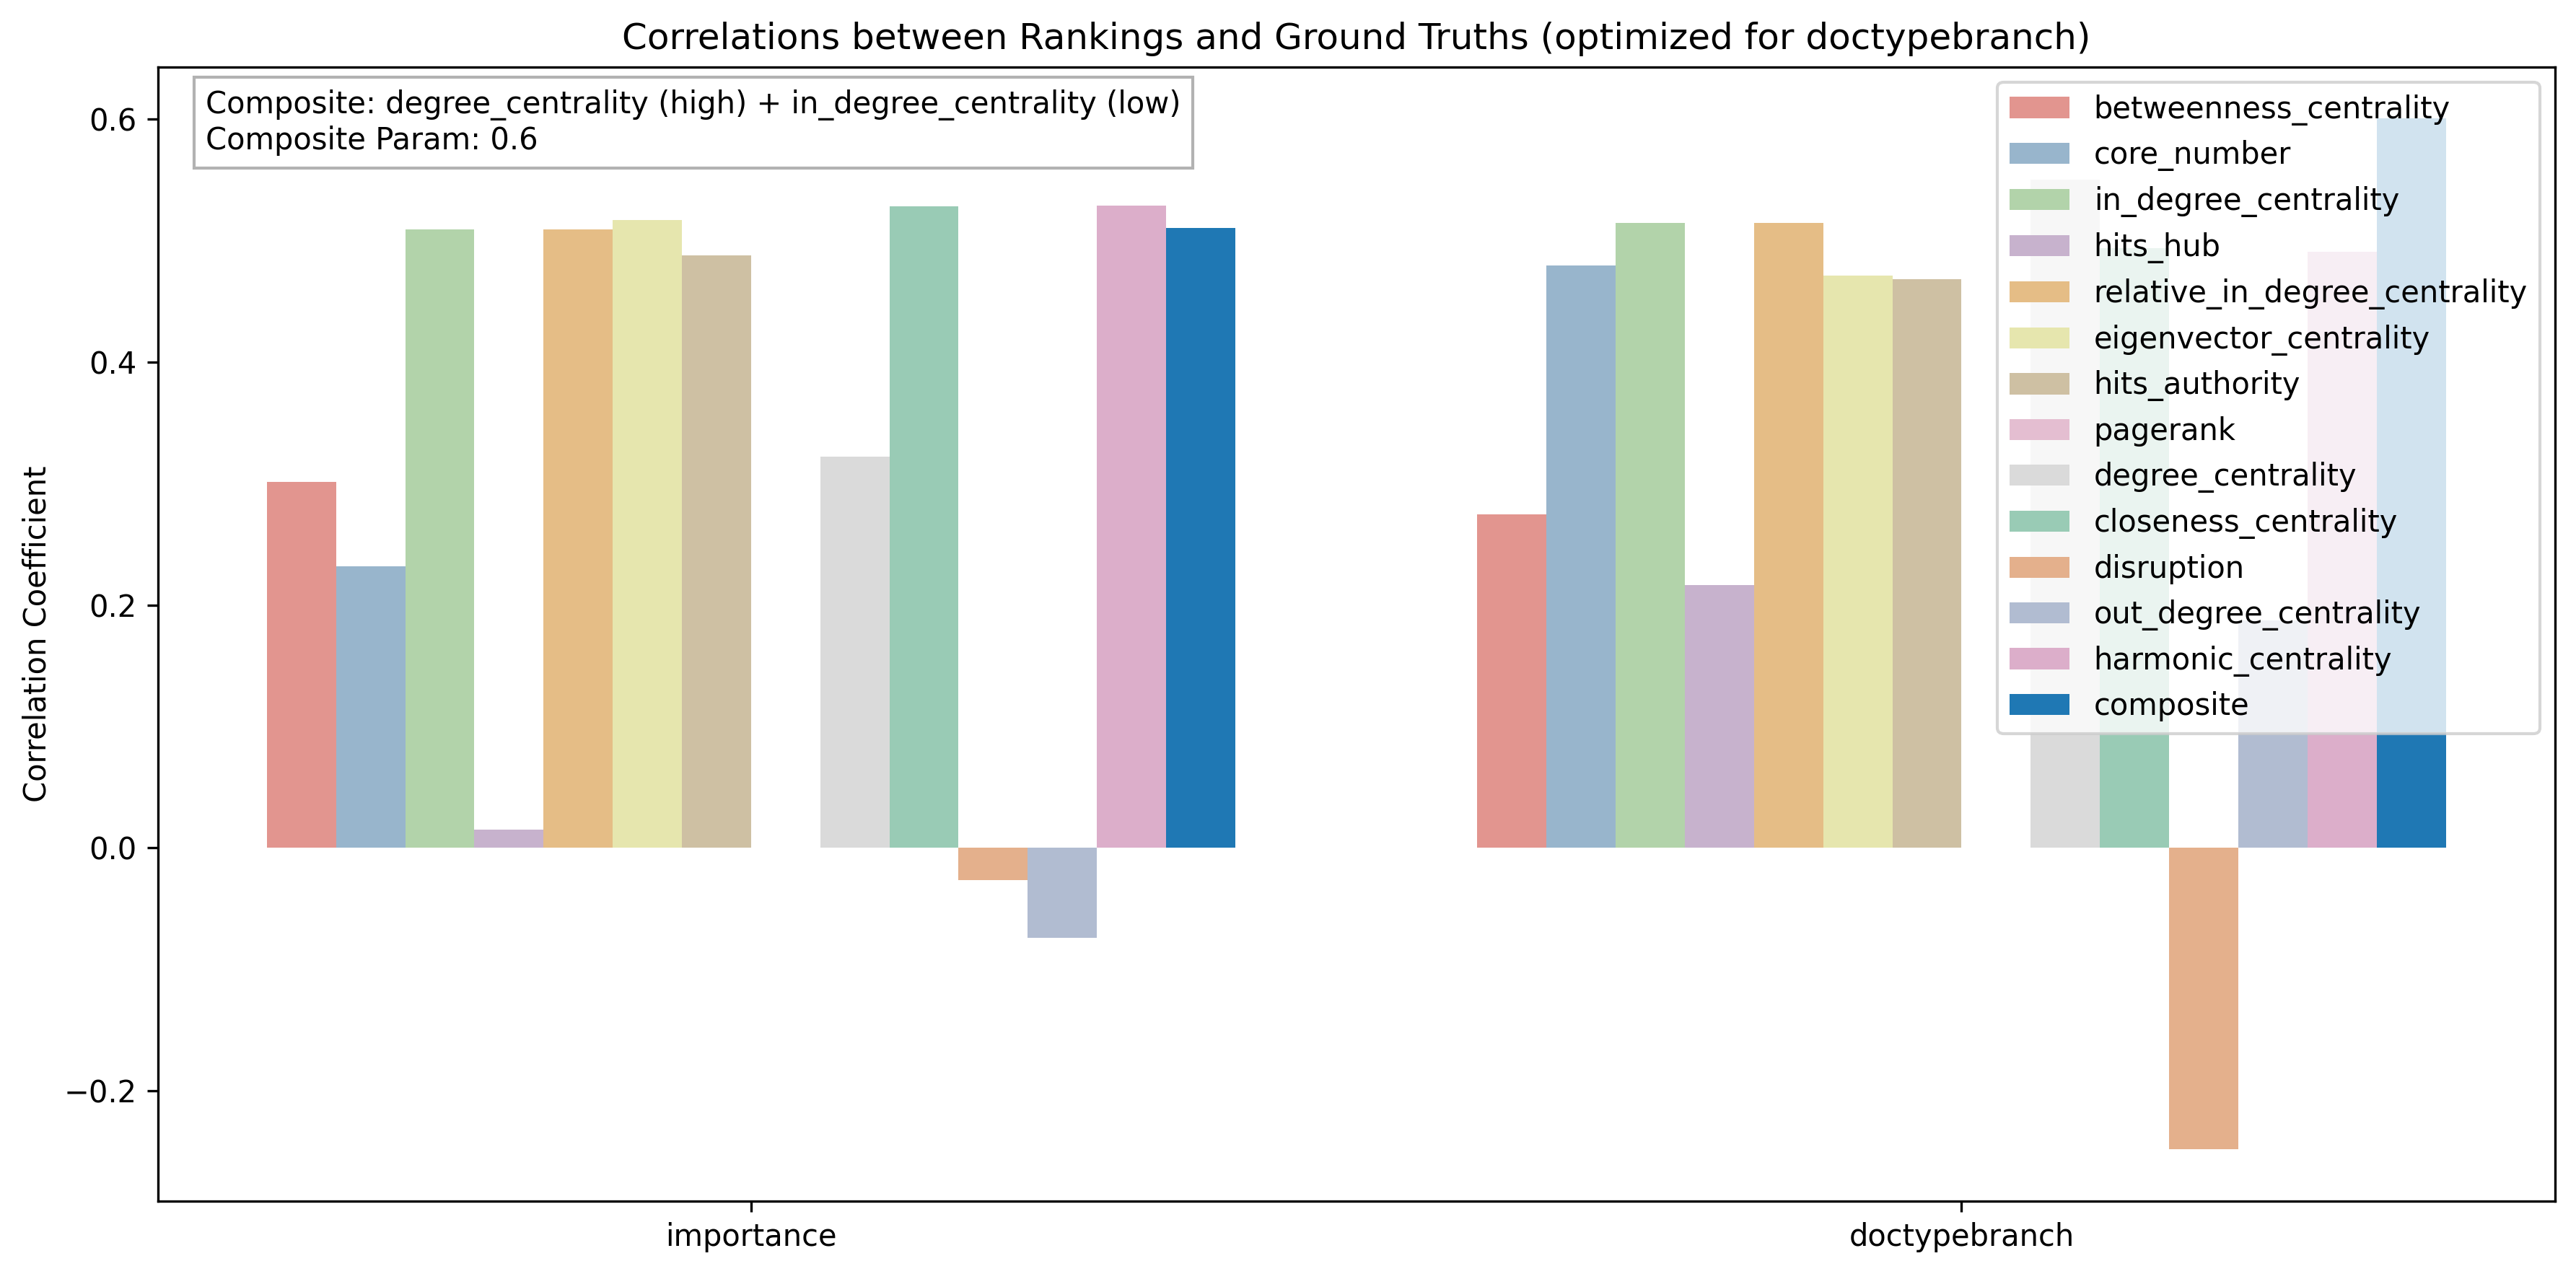 Correlations between Rankings and Ground Truths (optimized for doctypebranch)
Composite: degree_centrality (high) + in_degree_centrality (low)
Composite Param: 0.6
betweenness_centrality
core_number
in_degree_centrality
hits_hub
relative_in_degree_centrality
eigenvector_centrality
hits_authority
pagerank
degree_centrality
closeness_centrality
disruption
out_degree_centrality
harmonic_centrality
composite
Correlation Coefficient
0.6
0.4
0.2
0.0
−0.2
importance
doctypebranch